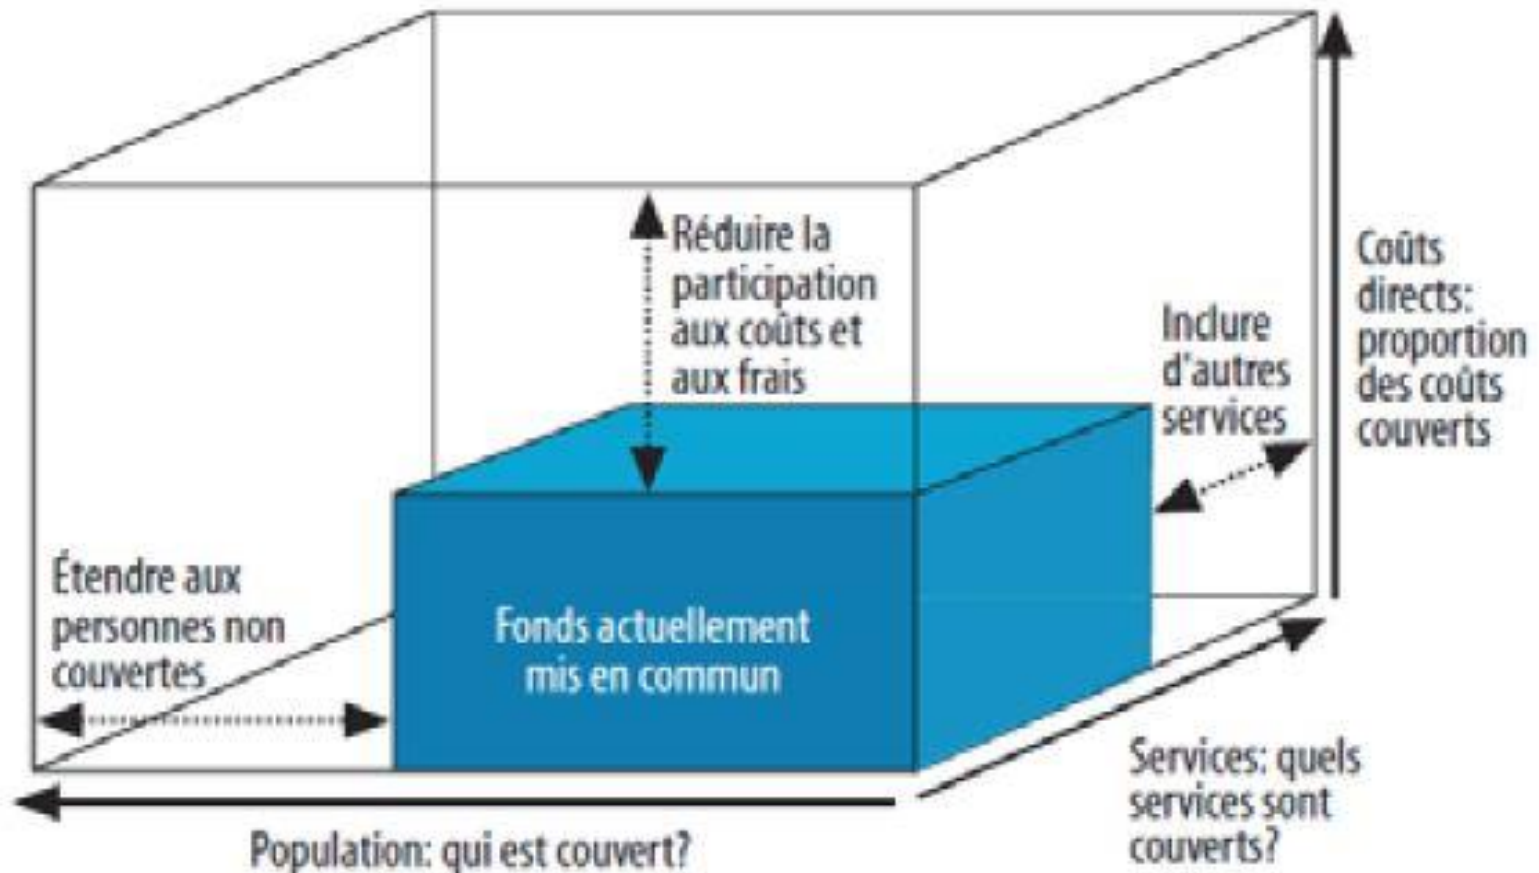 Réduire la
participation
aux coûts et
aux frais
Coûts
directs:
proportion
des coûts
couverts
Inclure
d'autres
services
Étendre aux
personnes non
couvertes
Fonds actuellement
mis en commun
Services: quels
services sont
couverts?
Population: qui est couvert?